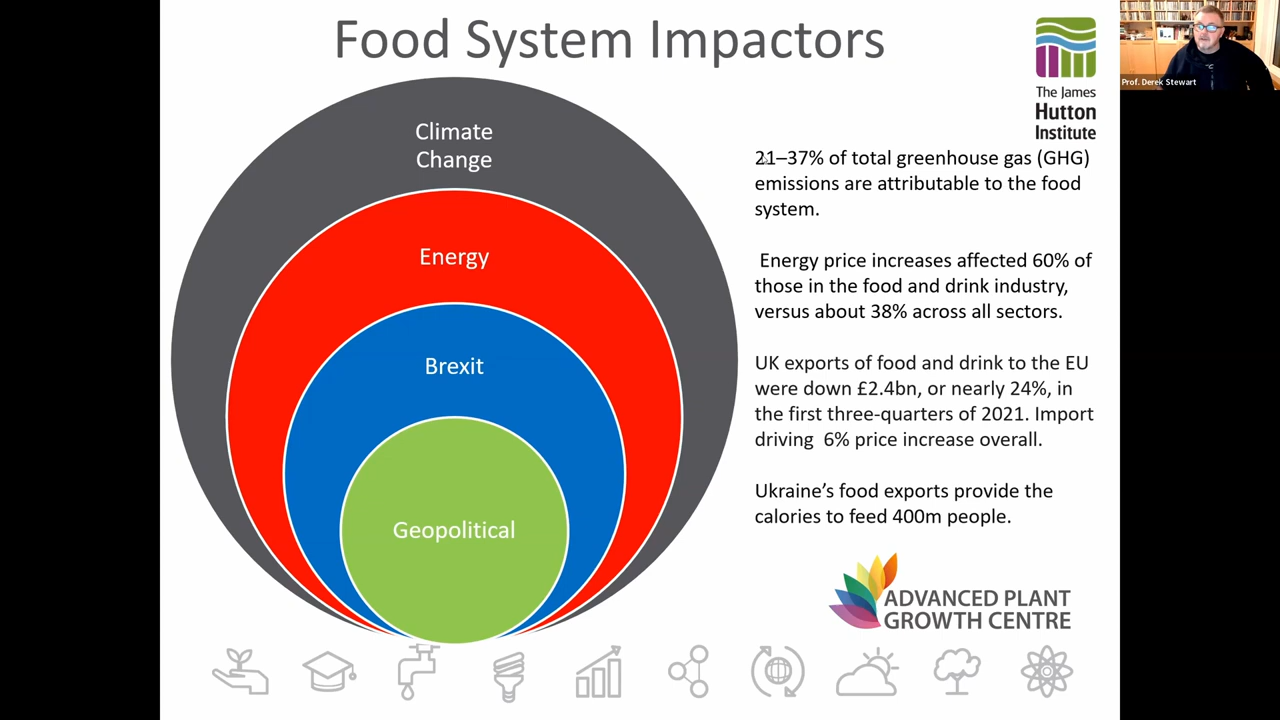 Food System Impactors
The James
Hutton
Institute
Prof. Derek Stewart
Climate
Change
Energy
Brexit
Geopolitical
21–37% of total greenhouse gas (GHG)
emissions are attributable to the food
system.
Energy price increases affected 60% of
those in the food and drink industry,
versus about 38% across all sectors.
UK exports of food and drink to the EU
were down £2.4bn, or nearly 24%, in
the first three-quarters of 2021. Import
driving 6% price increase overall.
Ukraine’s food exports provide the
calories to feed 400m people.
ADVANCED PLANT
GROWTH CENTRE